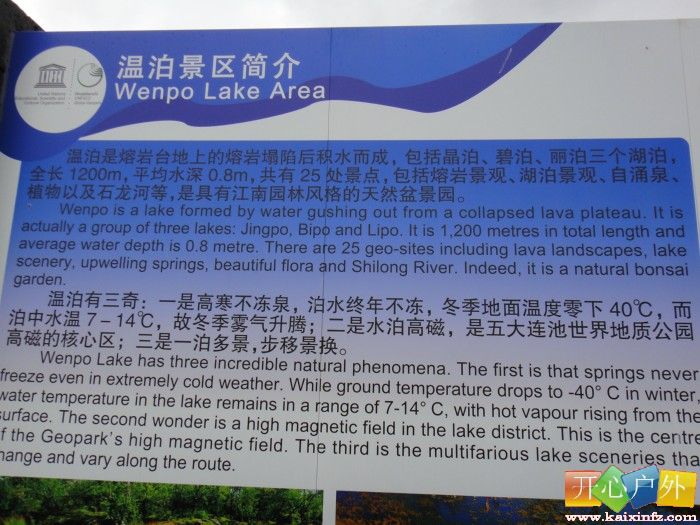 温泊景区简介
Wenpo Lake Area
United Nations
温泊是熔岩台地上的熔岩塌陷后积水而成，包括晶泊、碧泊、丽泊三个湖泊，
全长 1200m，平均水深 0.8m，共有 25 处景点，包括熔岩景观、湖泊景观、自涌泉、
植物以及石龙河等，是具有江南园林风格的天然盆景园。
Wenpo is a lake formed by water gushing out from a collapsed lava plateau. It is
actually a group of three lakes: Jingpo, Bipo and Lipo. It is 1,200 metres in total length and
average water depth is 0.8 metre. There are 25 geo-sites including lava landscapes, lake
scenery, upwelling springs, beautiful flora and Shilong River. Indeed, it is a natural bonsai
garden.
温泊有三奇：一是高寒不冻泉，泊水终年不冻，冬季地面温度零下 40℃，而
泊中水温 7－14℃，故冬季雾气升腾；二是水泊高磁，是五大连池世界地质公园
高磁的核心区；三是一泊多景，步移景换。
Wenpo Lake has three incredible natural phenomena. The first is that springs never
freeze even in extremely cold weather. While ground temperature drops to -40° C in winter,
water temperature in the lake remains in a range of 7-14° C, with hot vapour rising from the
surface. The second wonder is a high magnetic field in the lake district. This is the centre
of the Geopark's high magnetic field. The third is the multifarious lake sceneries tha
hange and vary along the route.
开心户外
www.kaixinfz.com